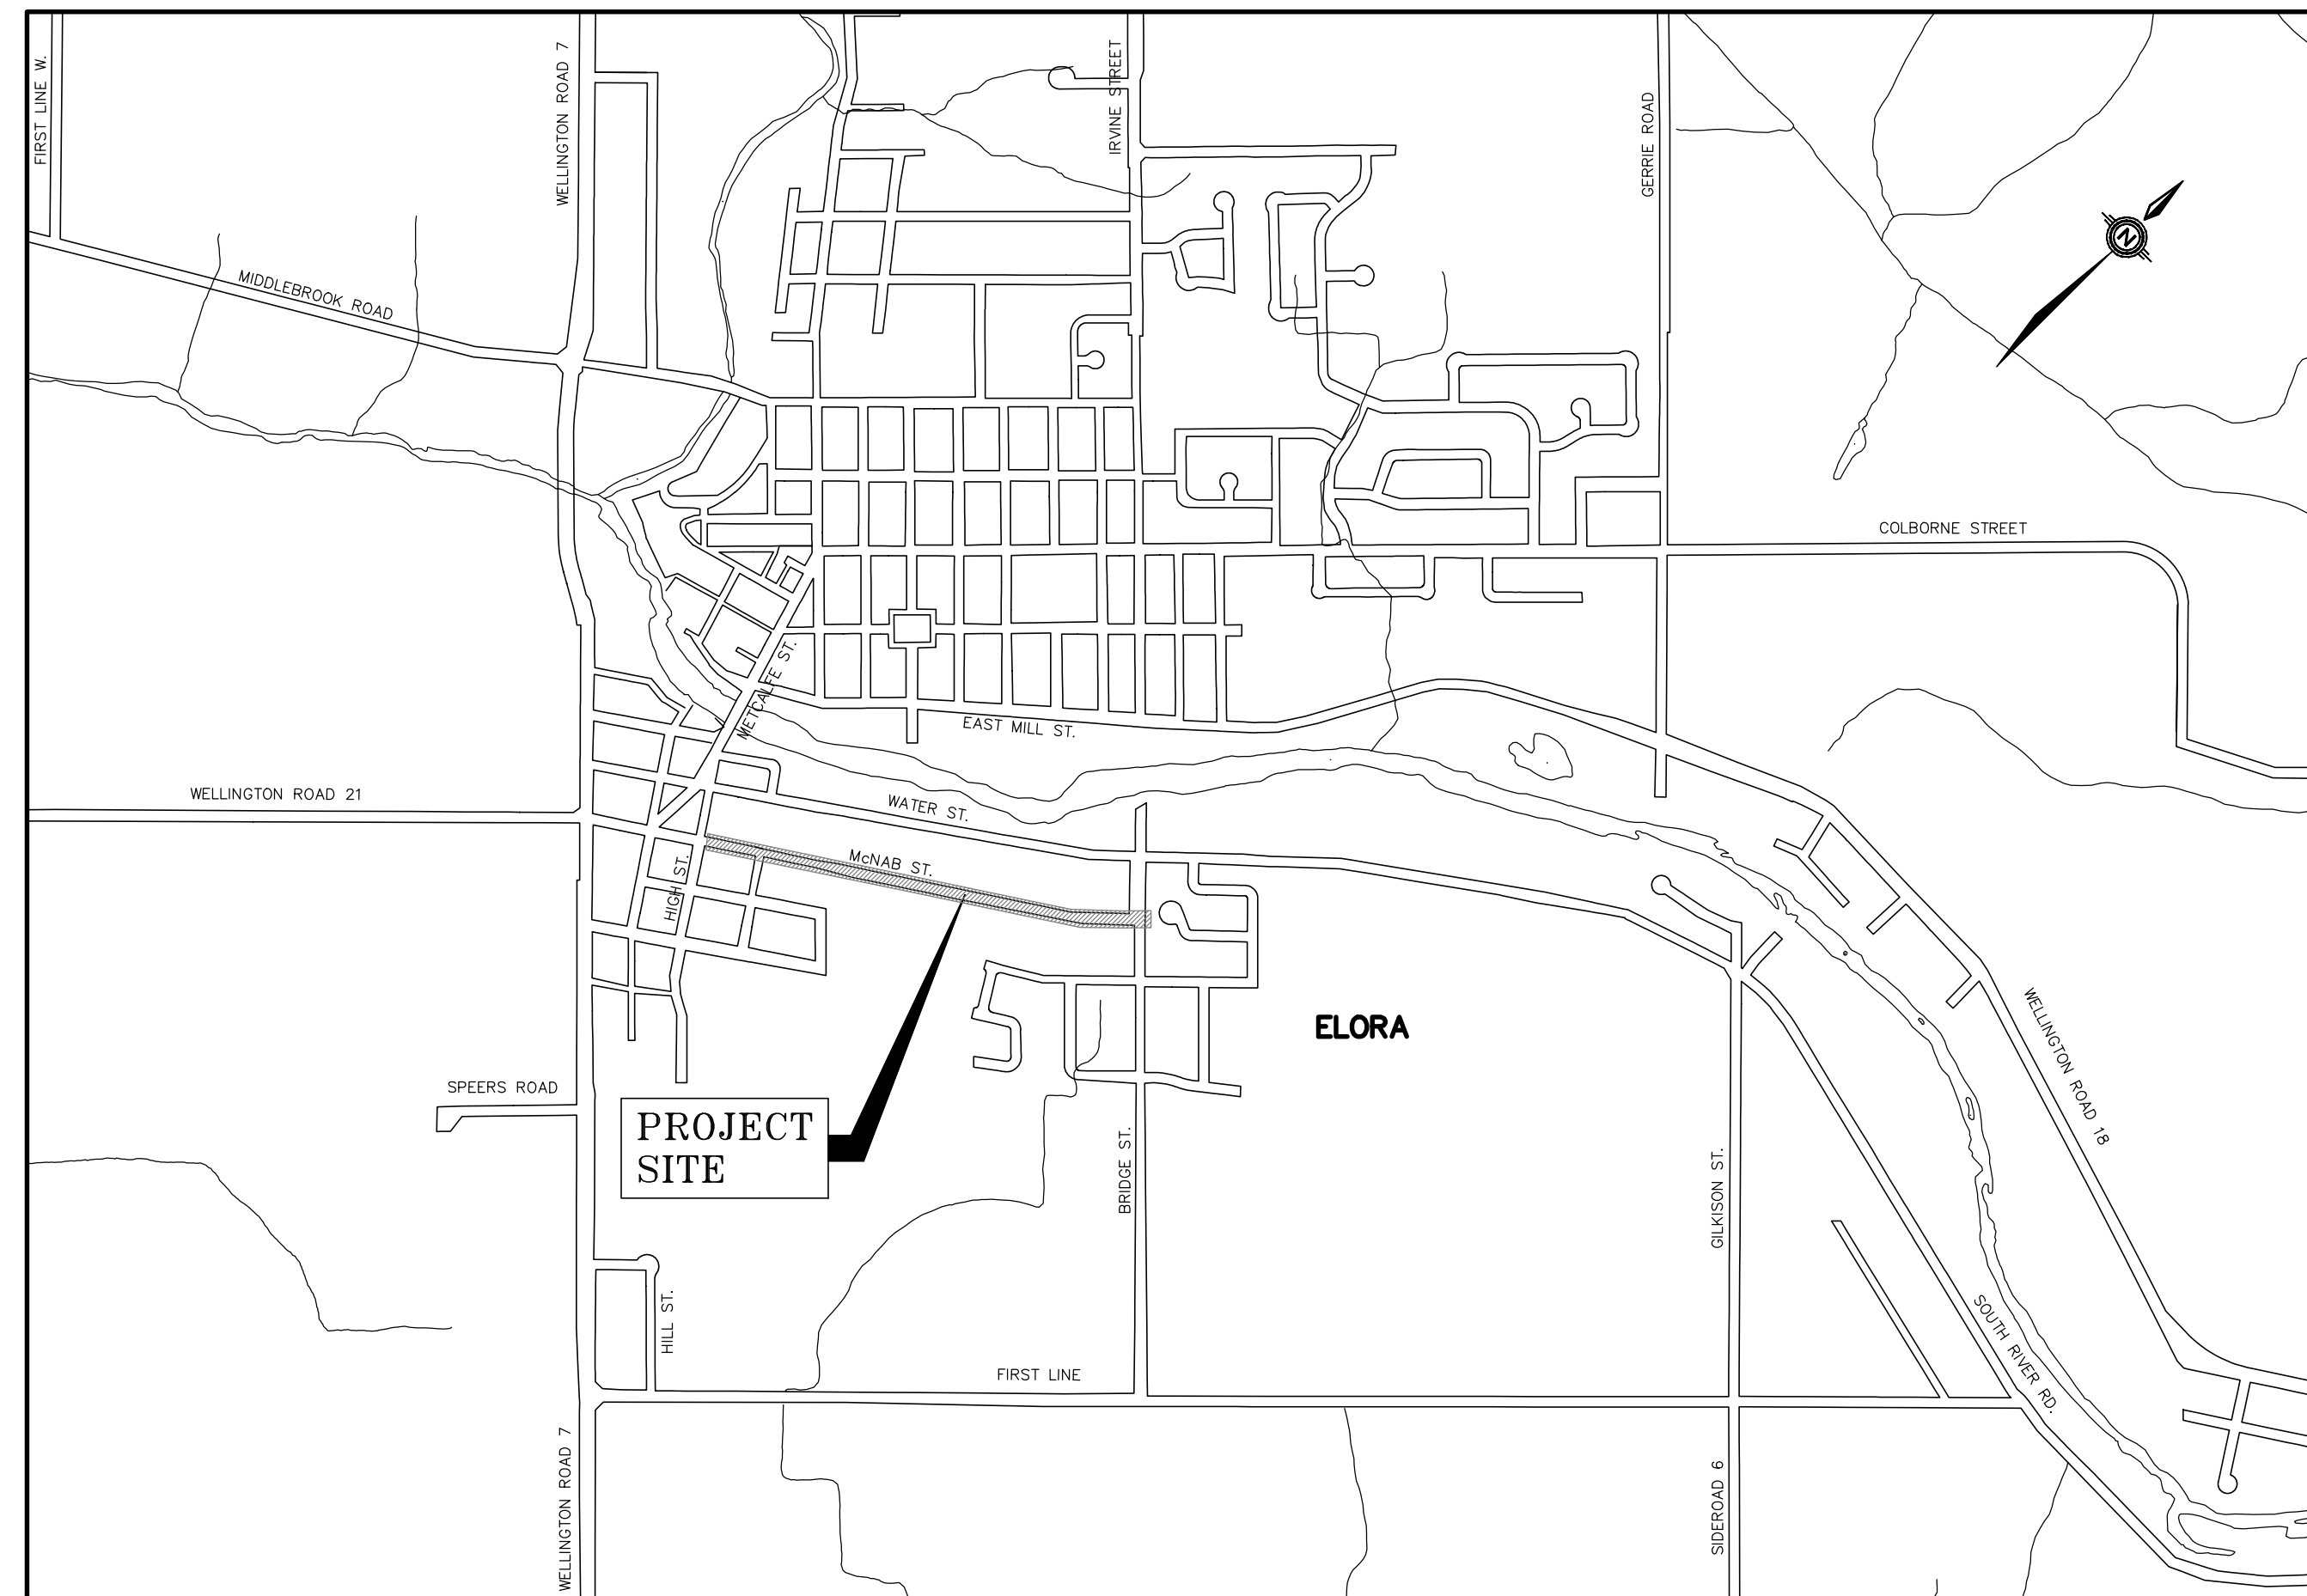 FIRST LINE W.
WELLINGTON ROAD 7
IRVINE STREET
GERRIE ROAD
N
MIDDLEBROOK ROAD
COLBORNE STREET
METCALFE ST.
EAST MILL ST.
WELLINGTON ROAD 21
WATER ST.
McNAB ST.
HIGH ST.
ELORA
WELLINGTON ROAD 18
SPEERS ROAD
PROJECT
SITE
BRIDGE ST.
GILKISON ST.
HILL ST.
SOUTH RIVER RD.
FIRST LINE
WELLINGTON ROAD 7
SIDEROAD 6